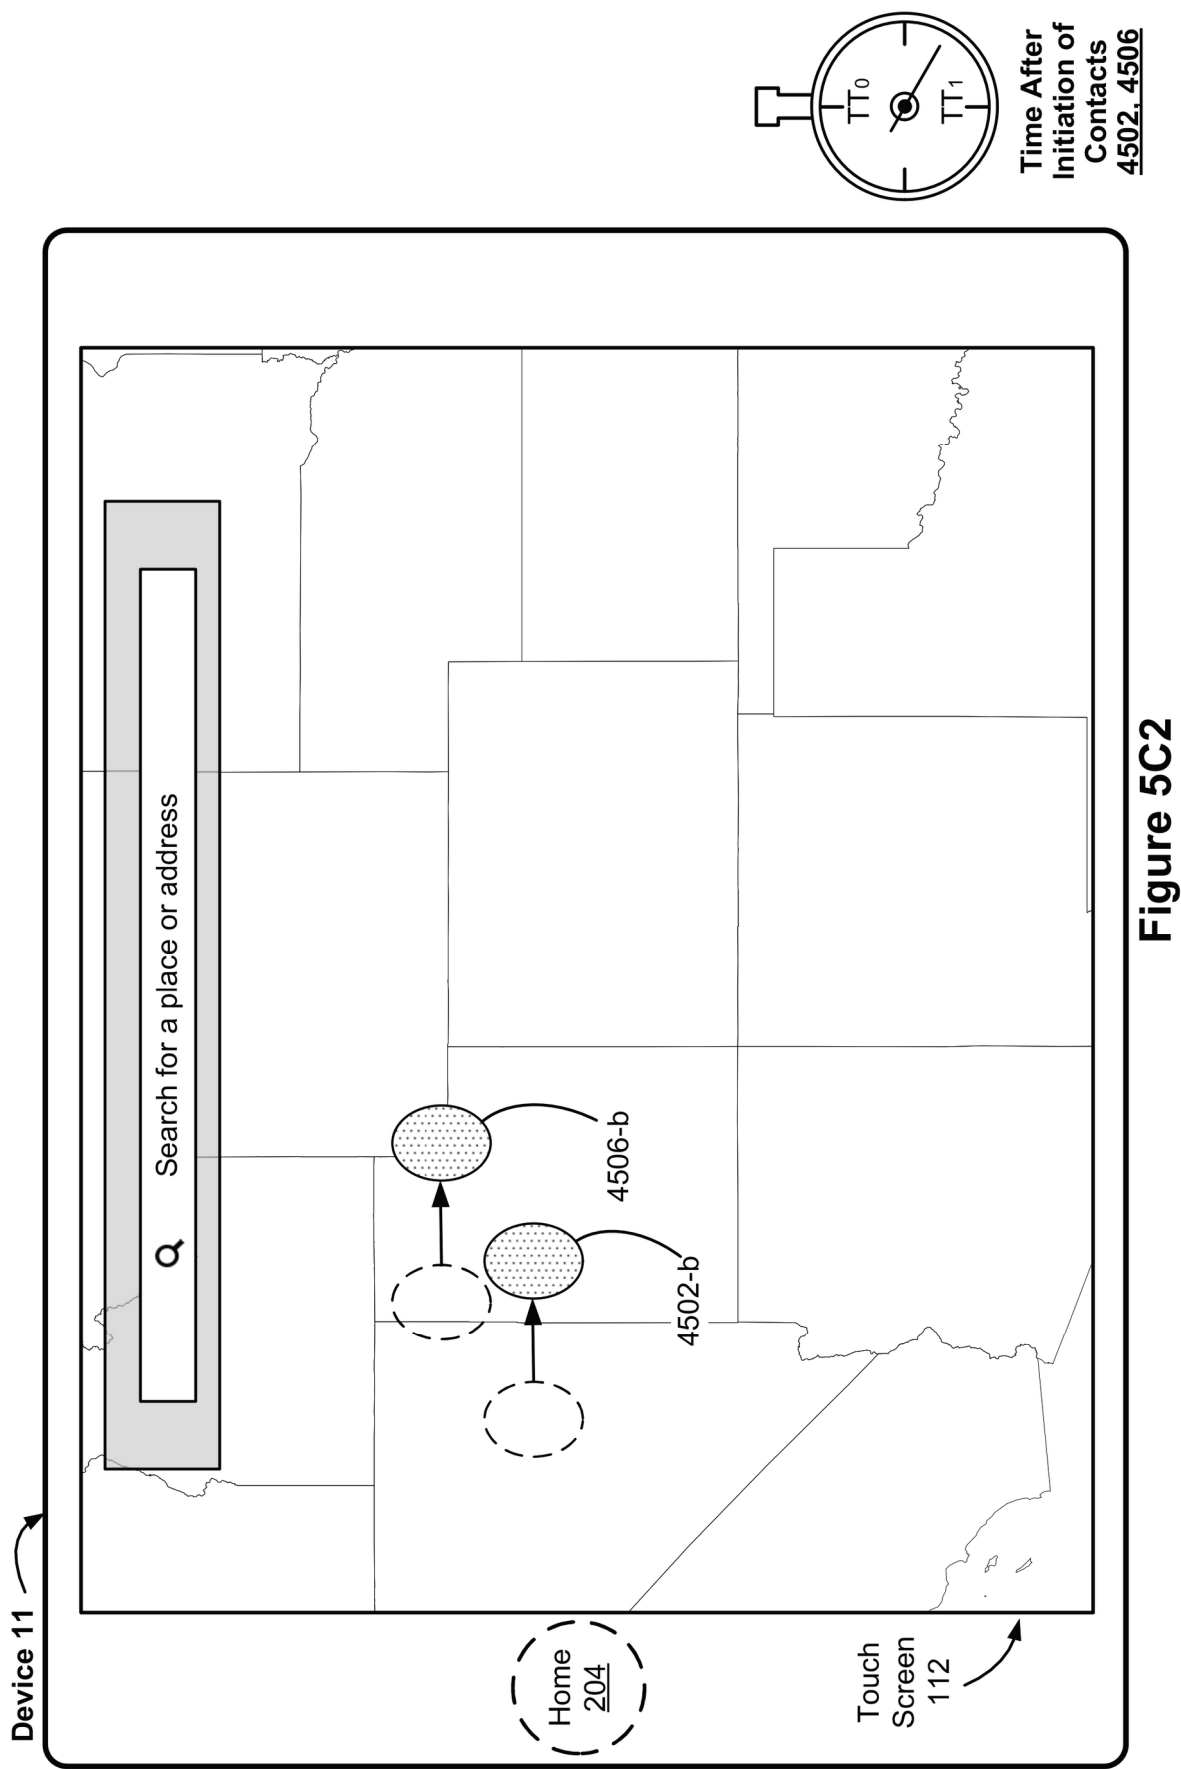 Device 11
Search for a place or address
4506-b
4502-b
Home
204
Touch
Screen
112
TT0
TT1
Time After
Initiation of
Contacts
4502, 4506
Figure 5C2